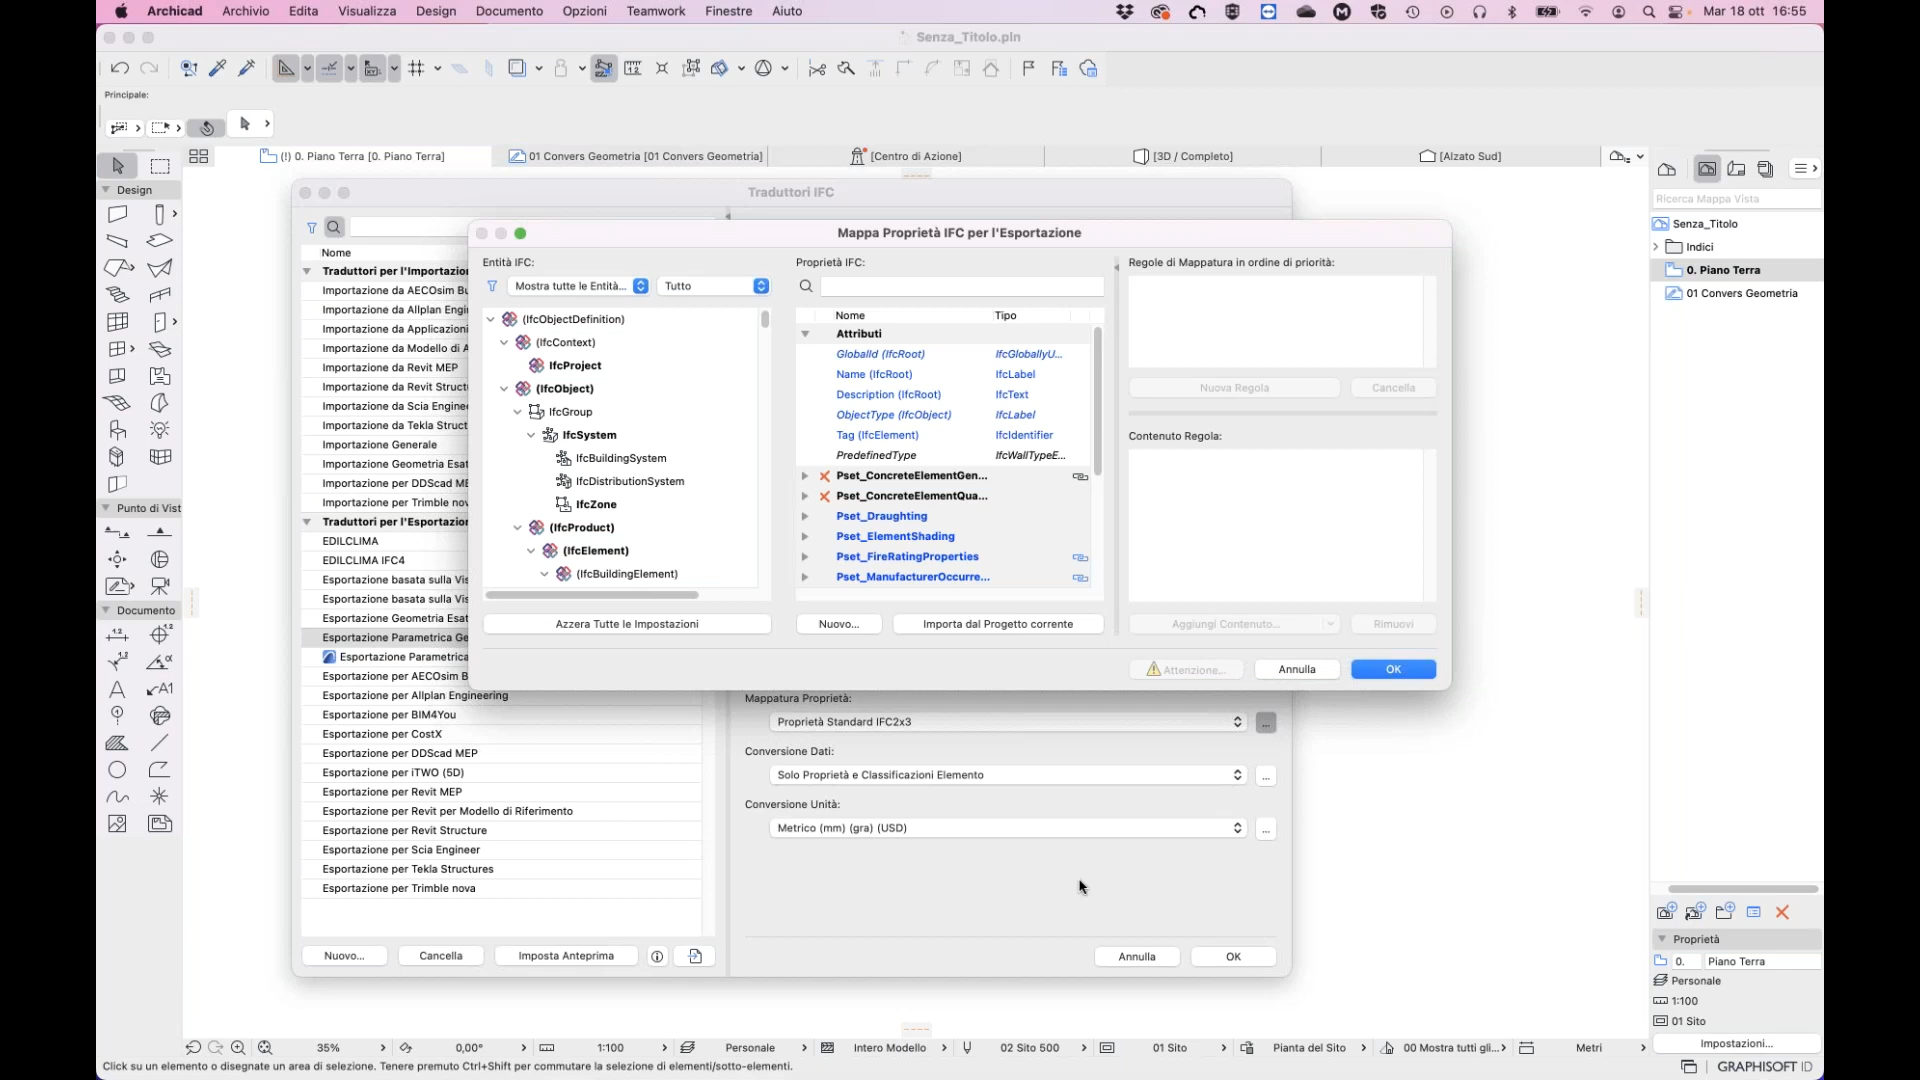 Archicad Archivio Edita Visualizza Design Documento Opzioni Teamwork Finestre Aiuto Mar 18 ott 16:55
Senza_Titolo.pln
Principale:
(!) 0. Piano Terra [0. Piano Terra]
01 Convers Geometria [01 Convers Geometria]
[Centro di Azione]
[3D / Completo]
[Alzato Sud]
Design
Punto di Vist
Documento
Traduttori IFC
Nome
Traduttori per l'Importazion
Importazione da AECOsim Bu
Importazione da Allplan Engi
Importazione da Applicazioni
Importazione da Modello di A
Importazione da Revit MEP
Importazione da Revit Struct
Importazione da Scia Engine
Importazione da Tekla Struct
Importazione Generale
Importazione Geometria Esat
Importazione per DDScad ME
Importazione per Trimble nov
Traduttori per l'Esportazion
EDILCLIMA
EDILCLIMA IFC4
Esportazione basata sulla Vis
Esportazione basata sulla Vis
Esportazione Geometria Esat
Esportazione Parametrica Ge
Esportazione Parametrica
Esportazione per AECOsim B
Esportazione per Allplan Engineering
Esportazione per BIM4You
Esportazione per CostX
Esportazione per DDScad MEP
Esportazione per iTWO (5D)
Esportazione per Revit MEP
Esportazione per Revit per Modello di Riferimento
Esportazione per Revit Structure
Esportazione per Scia Engineer
Esportazione per Tekla Structures
Esportazione per Trimble nova
Nuovo... Cancella Imposta Anteprima
Mappa Proprietà IFC per l'Esportazione
Entità IFC:
Mostra tutte le Entità... Tutto
(IfcObjectDefinition)
(IfcContext)
IfcProject
(IfcObject)
IfcGroup
IfcSystem
IfcBuildingSystem
IfcDistributionSystem
IfcZone
(IfcProduct)
(IfcElement)
(IfcBuildingElement)
Azzera Tutte le Impostazioni
Proprietà IFC:
Nome Tipo
Attributi
GlobalId (IfcRoot) IfcGloballyU...
Name (IfcRoot) IfcLabel
Description (IfcRoot) IfcText
ObjectType (IfcObject) IfcLabel
Tag (IfcElement) IfcIdentifier
PredefinedType IfcWallTypeE...
Pset_ConcreteElementGen...
Pset_ConcreteElementQua...
Pset_Draughting
Pset_ElementShading
Pset_FireRatingProperties
Pset_ManufacturerOccurre...
Nuovo... Importa dal Progetto corrente
Regole di Mappatura in ordine di priorità:
Nuova Regola Cancella
Contenuto Regola:
Aggiungi Contenuto... Rimuovi
Attenzione... Annulla OK
Mappatura Proprietà:
Proprietà Standard IFC2x3 ...
Conversione Dati:
Solo Proprietà e Classificazioni Elemento ...
Conversione Unità:
Metrico (mm) (gra) (USD) ...
Annulla OK
Ricerca Mappa Vista
Senza_Titolo
Indici
0. Piano Terra
01 Convers Geometria
Proprietà
0. Piano Terra
Personale
1:100
01 Sito
Impostazioni...
35% 0,00° 1:100 Personale Intero Modello 02 Sito 500 01 Sito Pianta del Sito 00 Mostra tutti gli... Metri
Click su un elemento o disegnate un area di selezione. Tenere premuto Ctrl+Shift per commutare la selezione di elementi/sotto-elementi.
GRAPHISOFT ID